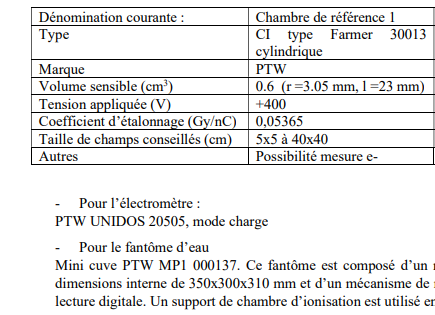 Dénomination courante : Chambre de référence 1
Type CI type Farmer 30013
cylindrique
Marque PTW
Volume sensible (cm³) 0.6 (r =3.05 mm, l =23 mm)
Tension appliquée (V) +400
Coefficient d’étalonnage (Gy/nC) 0,05365
Taille de champs conseillés (cm) 5x5 à 40x40
Autres Possibilité mesure e-
- Pour l’électromètre :
PTW UNIDOS 20505, mode charge
- Pour le fantôme d’eau
Mini cuve PTW MP1 000137. Ce fantôme est composé d’un
dimensions interne de 350x300x310 mm et d’un mécanisme de
lecture digitale. Un support de chambre d’ionisation est utilisé